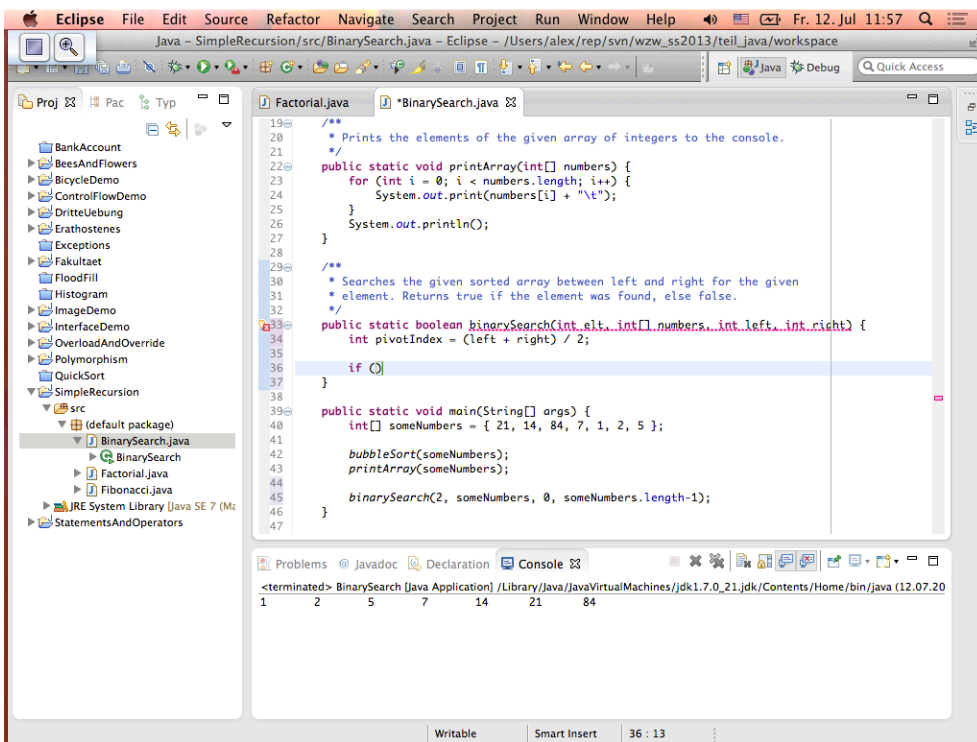 Eclipse File Edit Source Refactor Navigate Search Project Run Window Help Fr. 12. Jul 11:57
Java – SimpleRecursion/src/BinarySearch.java – Eclipse – /Users/alex/rep/svn/wzw_ss2013/teil_java/workspace
Java Debug Quick Access
Proj Pac Typ
BankAccount
BeesAndFlowers
BicycleDemo
ControlFlowDemo
DritteUebung
Erathostenes
Exceptions
Fakultaet
FloodFill
Histogram
ImageDemo
InterfaceDemo
OverloadAndOverride
Polymorphism
QuickSort
SimpleRecursion
src
(default package)
BinarySearch.java
BinarySearch
Factorial.java
Fibonacci.java
JRE System Library [Java SE 7 (Ma
StatementsAndOperators
Factorial.java *BinarySearch.java
19 /**
20 * Prints the elements of the given array of integers to the console.
21 */
22 public static void printArray(int[] numbers) {
23 for (int i = 0; i < numbers.length; i++) {
24 System.out.print(numbers[i] + "\t");
25 }
26 System.out.println();
27 }
28
29 /**
30 * Searches the given sorted array between left and right for the given
31 * element. Returns true if the element was found, else false.
32 */
33 public static boolean binarySearch(int elt, int[] numbers, int left, int right) {
34 int pivotIndex = (left + right) / 2;
35
36 if ()
37 }
38
39 public static void main(String[] args) {
40 int[] someNumbers = { 21, 14, 84, 7, 1, 2, 5 };
41
42 bubbleSort(someNumbers);
43 printArray(someNumbers);
44
45 binarySearch(2, someNumbers, 0, someNumbers.length-1);
46 }
47
Problems @ Javadoc Declaration Console
<terminated> BinarySearch [Java Application] /Library/Java/JavaVirtualMachines/jdk1.7.0_21.jdk/Contents/Home/bin/java (12.07.20
1 2 5 7 14 21 84
Writable Smart Insert 36 : 13